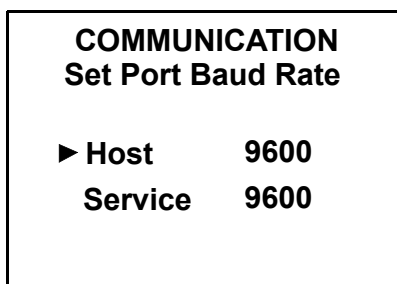 COMMUNICATION
Set Port Baud Rate
►Host 9600
Service 9600